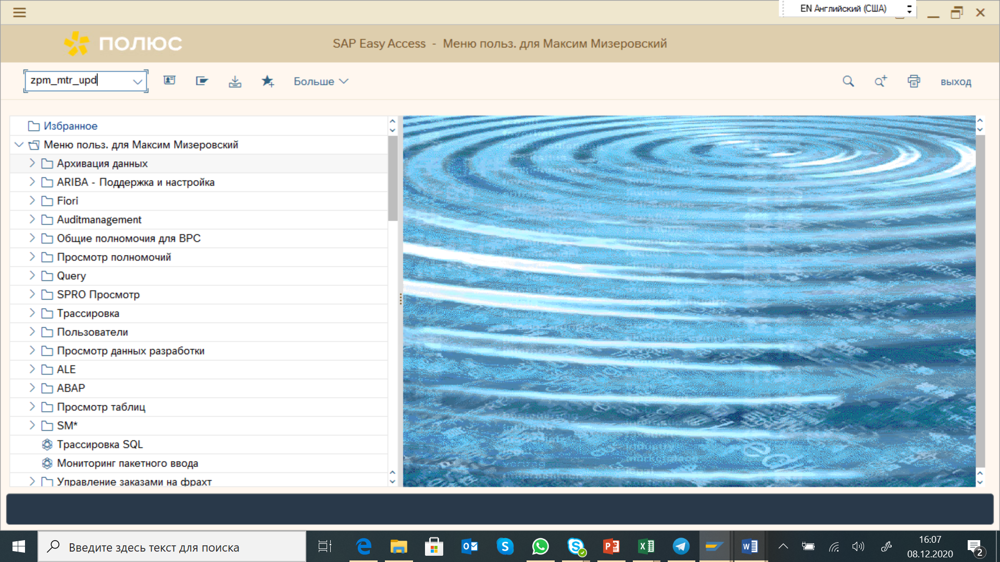 EN Английский (США)
ПОЛЮС
SAP Easy Access - Меню польз. для Максим Мизеровский
zpm_mtr_upd
Больше
выход
Избранное
Меню польз. для Максим Мизеровский
Архивация данных
ARIBA - Поддержка и настройка
Fiori
Auditmanagement
Общие полномочия для BPC
Просмотр полномочий
Query
SPRO Просмотр
Трассировка
Пользователи
Просмотр данных разработки
ALE
ABAP
Просмотр таблиц
SM*
Трассировка SQL
Мониторинг пакетного ввода
Управление заказами на фрахт
Введите здесь текст для поиска
16:07
08.12.2020
2